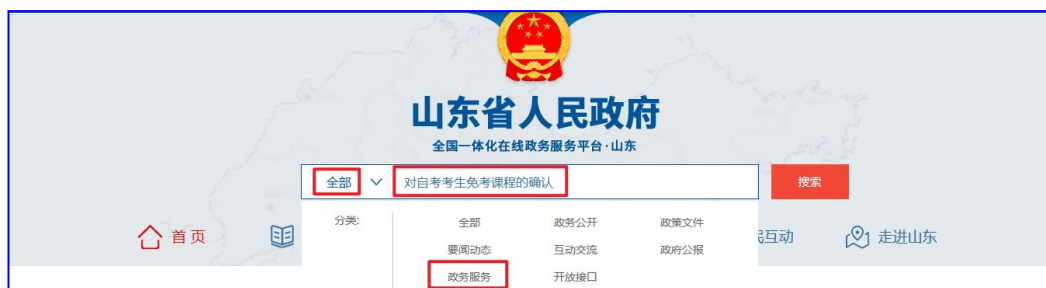 山东省人民政府
全国一体化在线政务服务平台·山东
全部 对自考考生免考课程的确认 搜索
分类: 全部 政务公开 政策文件
首页 民互动 走进山东
要闻动态 互动交流 政府公报
政务服务 开放接口